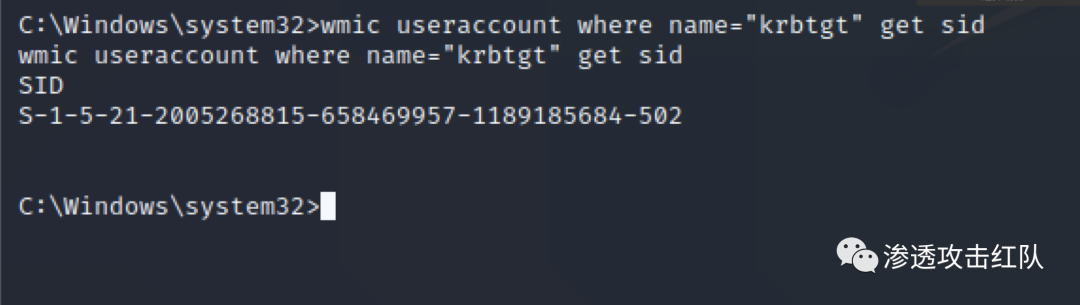 C:\Windows\system32>wmic useraccount where name="krbtgt" get sid
wmic useraccount where name="krbtgt" get sid
SID
S-1-5-21-2005268815-658469957-1189185684-502
C:\Windows\system32>
渗透攻击红队